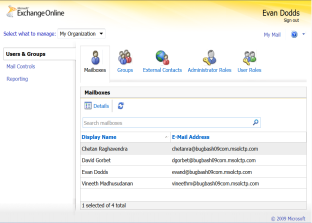 Microsoft
Exchange Online
Evan Dodds
Sign out
Select what to manage: My Organization
My Mail
Users & Groups
Mail Controls
Reporting
Mailboxes
Groups
External Contacts
Administrator Roles
User Roles
Mailboxes
Details
Search mailboxes
Display Name
E-Mail Address
Chetan Raghavendra chetanra@bugbash09com.msolctp.com
David Gorbet dgorbet@bugbash09com.msolctp.com
Evan Dodds evand@bugbash09com.msolctp.com
Vineeth Madhusudanan vineethm@bugbash09com.msolctp.com
1 selected of 4 total
© 2009 Microsoft